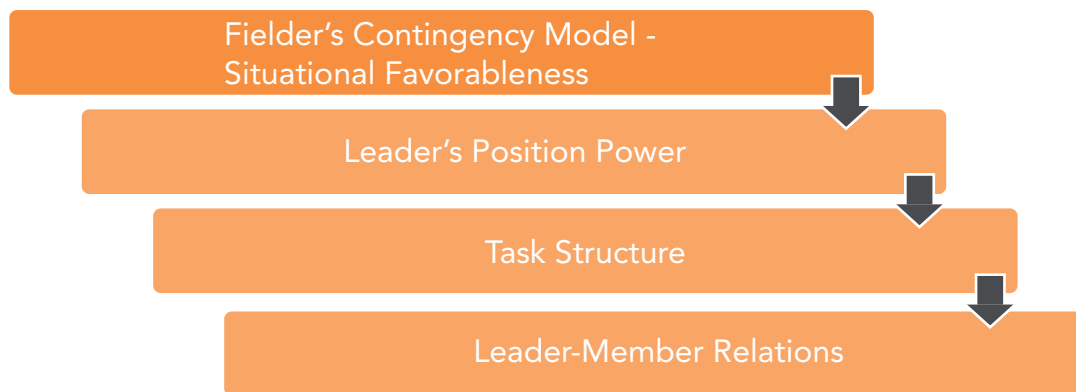 Fielder’s Contingency Model -
Situational Favorableness
Leader’s Position Power
Task Structure
Leader-Member Relations